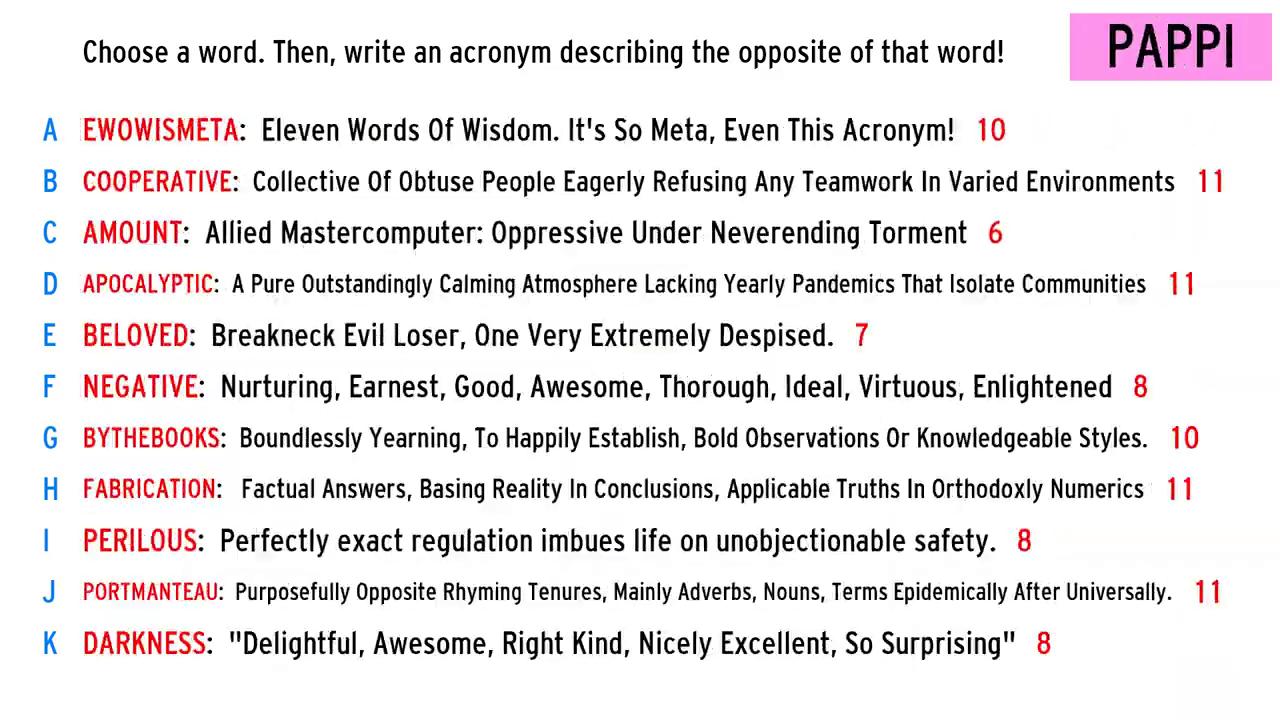 Choose a word. Then, write an acronym describing the opposite of that word!
PAPPI
A EWOWISMETA: Eleven Words Of Wisdom. It's So Meta, Even This Acronym! 10
B COOPERATIVE: Collective Of Obtuse People Eagerly Refusing Any Teamwork In Varied Environments 11
C AMOUNT: Allied Mastercomputer: Oppressive Under Neverending Torment 6
D APOCALYPTIC: A Pure Outstandingly Calming Atmosphere Lacking Yearly Pandemics That Isolate Communities 11
E BELOVED: Breakneck Evil Loser, One Very Extremely Despised. 7
F NEGATIVE: Nurturing, Earnest, Good, Awesome, Thorough, Ideal, Virtuous, Enlightened 8
G BYTHEBOOKS: Boundlessly Yearning, To Happily Establish, Bold Observations Or Knowledgeable Styles. 10
H FABRICATION: Factual Answers, Basing Reality In Conclusions, Applicable Truths In Orthodoxly Numerics 11
I PERILOUS: Perfectly exact regulation imbues life on unobjectionable safety. 8
J PORTMANTEAU: Purposefully Opposite Rhyming Tenures, Mainly Adverbs, Nouns, Terms Epidemically After Universally. 11
K DARKNESS: "Delightful, Awesome, Right Kind, Nicely Excellent, So Surprising" 8